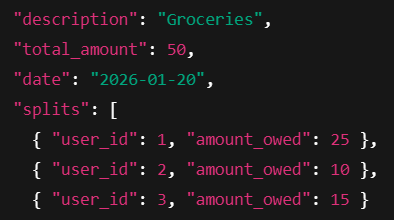 "description": "Groceries",
"total_amount": 50,
"date": "2026-01-20",
"splits": [
{ "user_id": 1, "amount_owed": 25 },
{ "user_id": 2, "amount_owed": 10 },
{ "user_id": 3, "amount_owed": 15 }